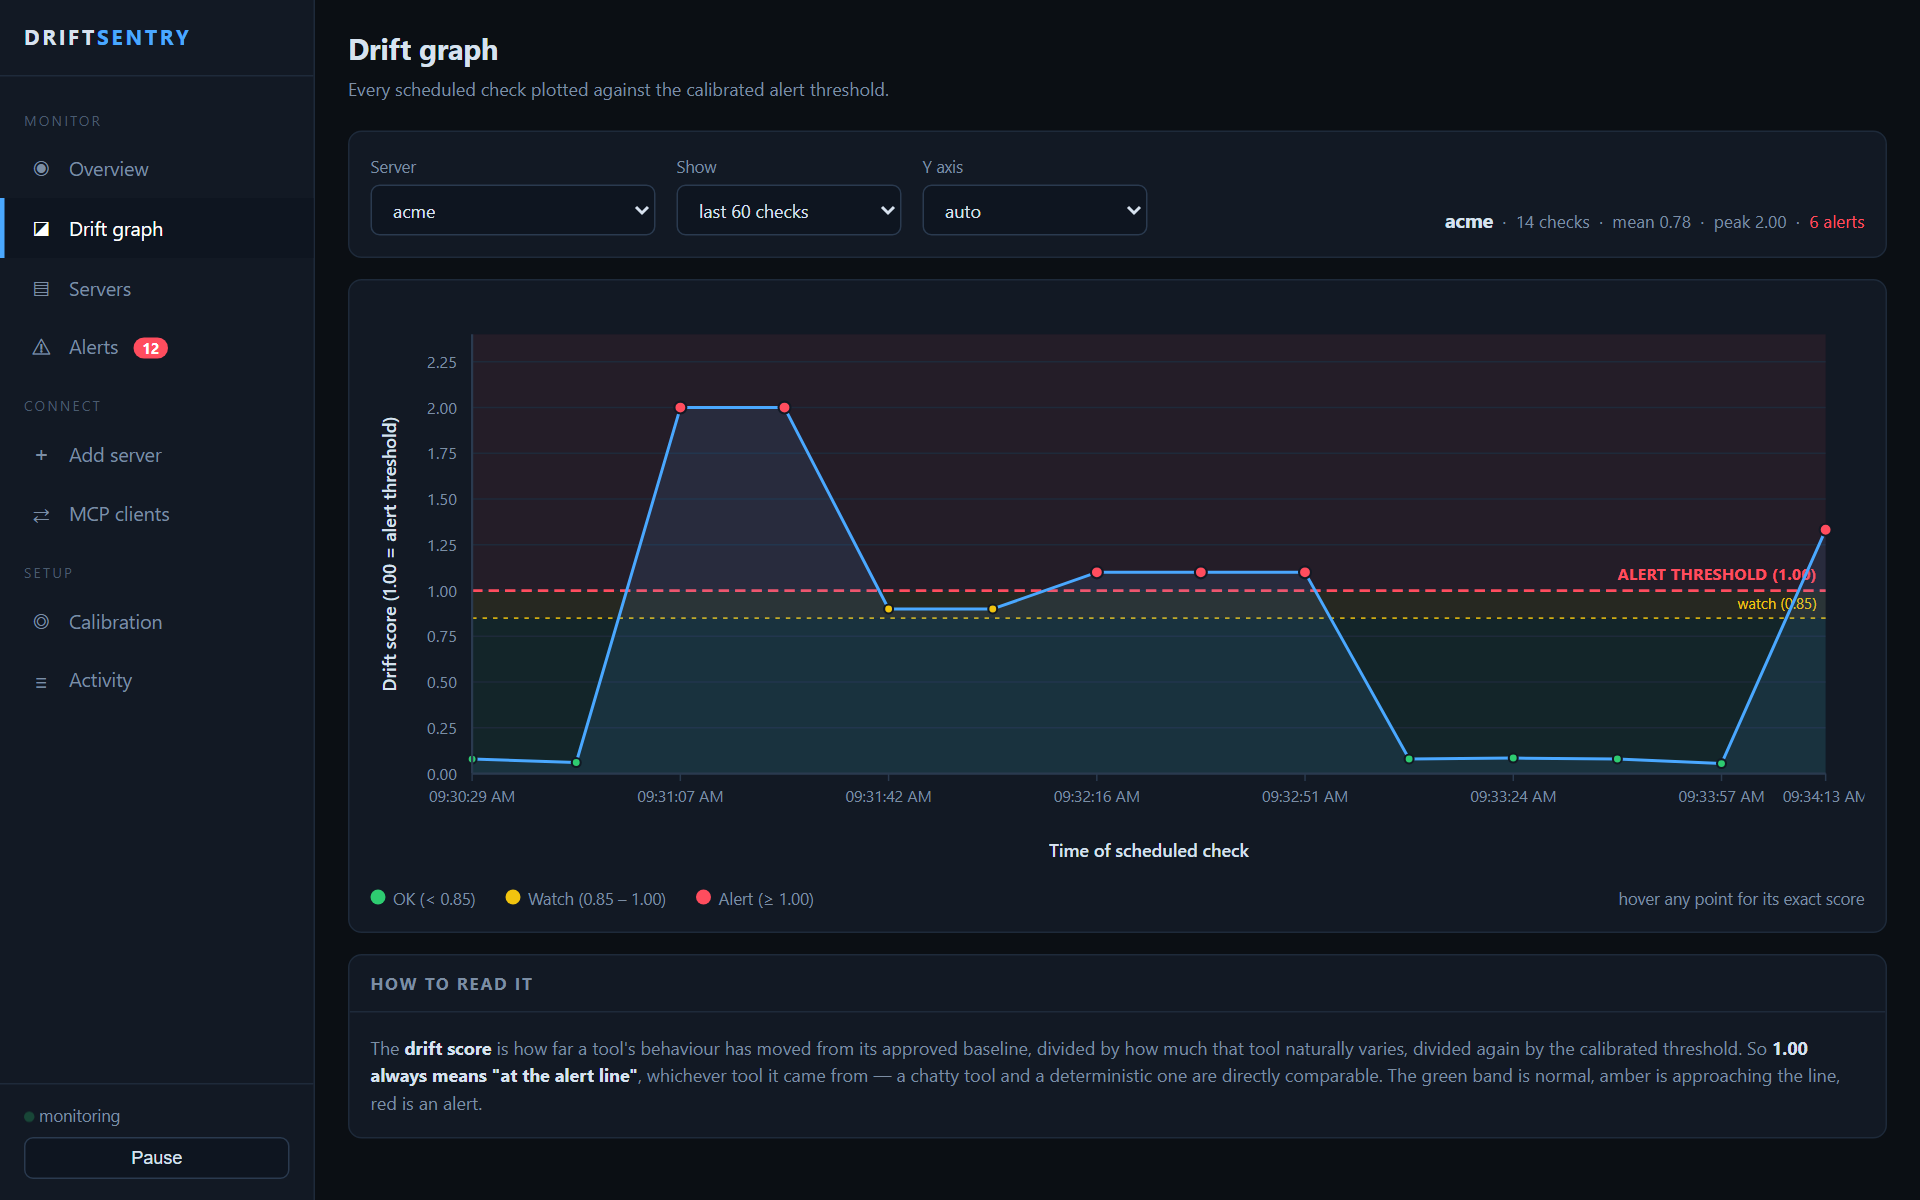 DRIFTSENTRY
MONITOR
Overview
Drift graph
Servers
Alerts 12
CONNECT
Add server
MCP clients
SETUP
Calibration
Activity
monitoring
Pause
Drift graph
Every scheduled check plotted against the calibrated alert threshold.
Server
acme
Show
last 60 checks
Y axis
auto
acme · 14 checks · mean 0.78 · peak 2.00 · 6 alerts
Drift score (1.00 = alert threshold)
2.25
2.00
1.75
1.50
1.25
1.00
0.75
0.50
0.25
0.00
ALERT THRESHOLD (1.00)
watch (0.85)
09:30:29 AM 09:31:07 AM 09:31:42 AM 09:32:16 AM 09:32:51 AM 09:33:24 AM 09:33:57 AM 09:34:13 AM
Time of scheduled check
OK (< 0.85) Watch (0.85 – 1.00) Alert (≥ 1.00)
hover any point for its exact score
HOW TO READ IT
The drift score is how far a tool's behaviour has moved from its approved baseline, divided by how much that tool naturally varies, divided again by the calibrated threshold. So 1.00
always means "at the alert line", whichever tool it came from — a chatty tool and a deterministic one are directly comparable. The green band is normal, amber is approaching the line,
red is an alert.